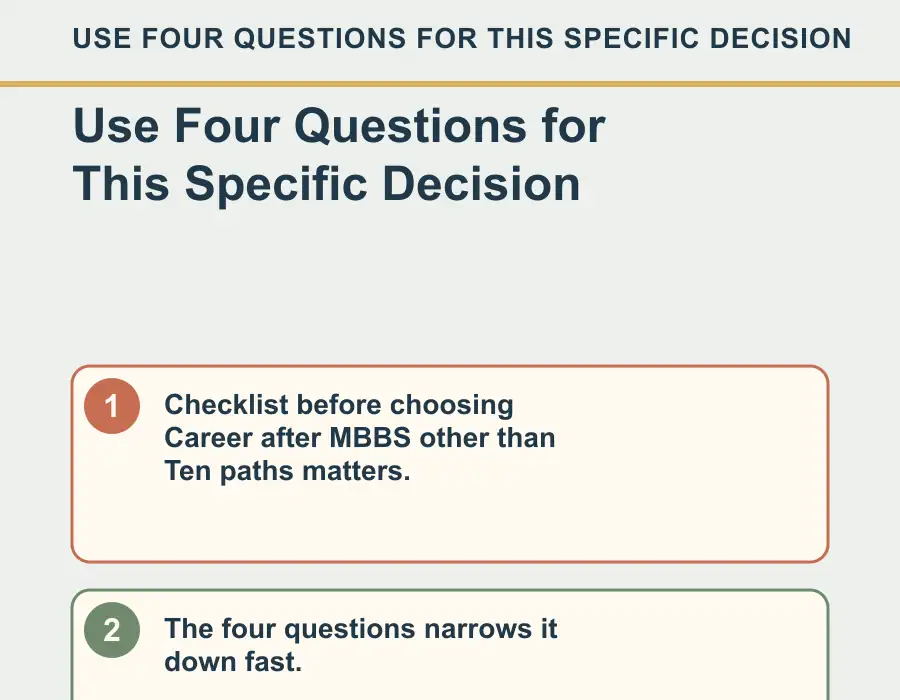 USE FOUR QUESTIONS FOR THIS SPECIFIC DECISION
Use Four Questions for
This Specific Decision
1
Checklist before choosing
Career after MBBS other than
Ten paths matters.
2
The four questions narrows it
down fast.